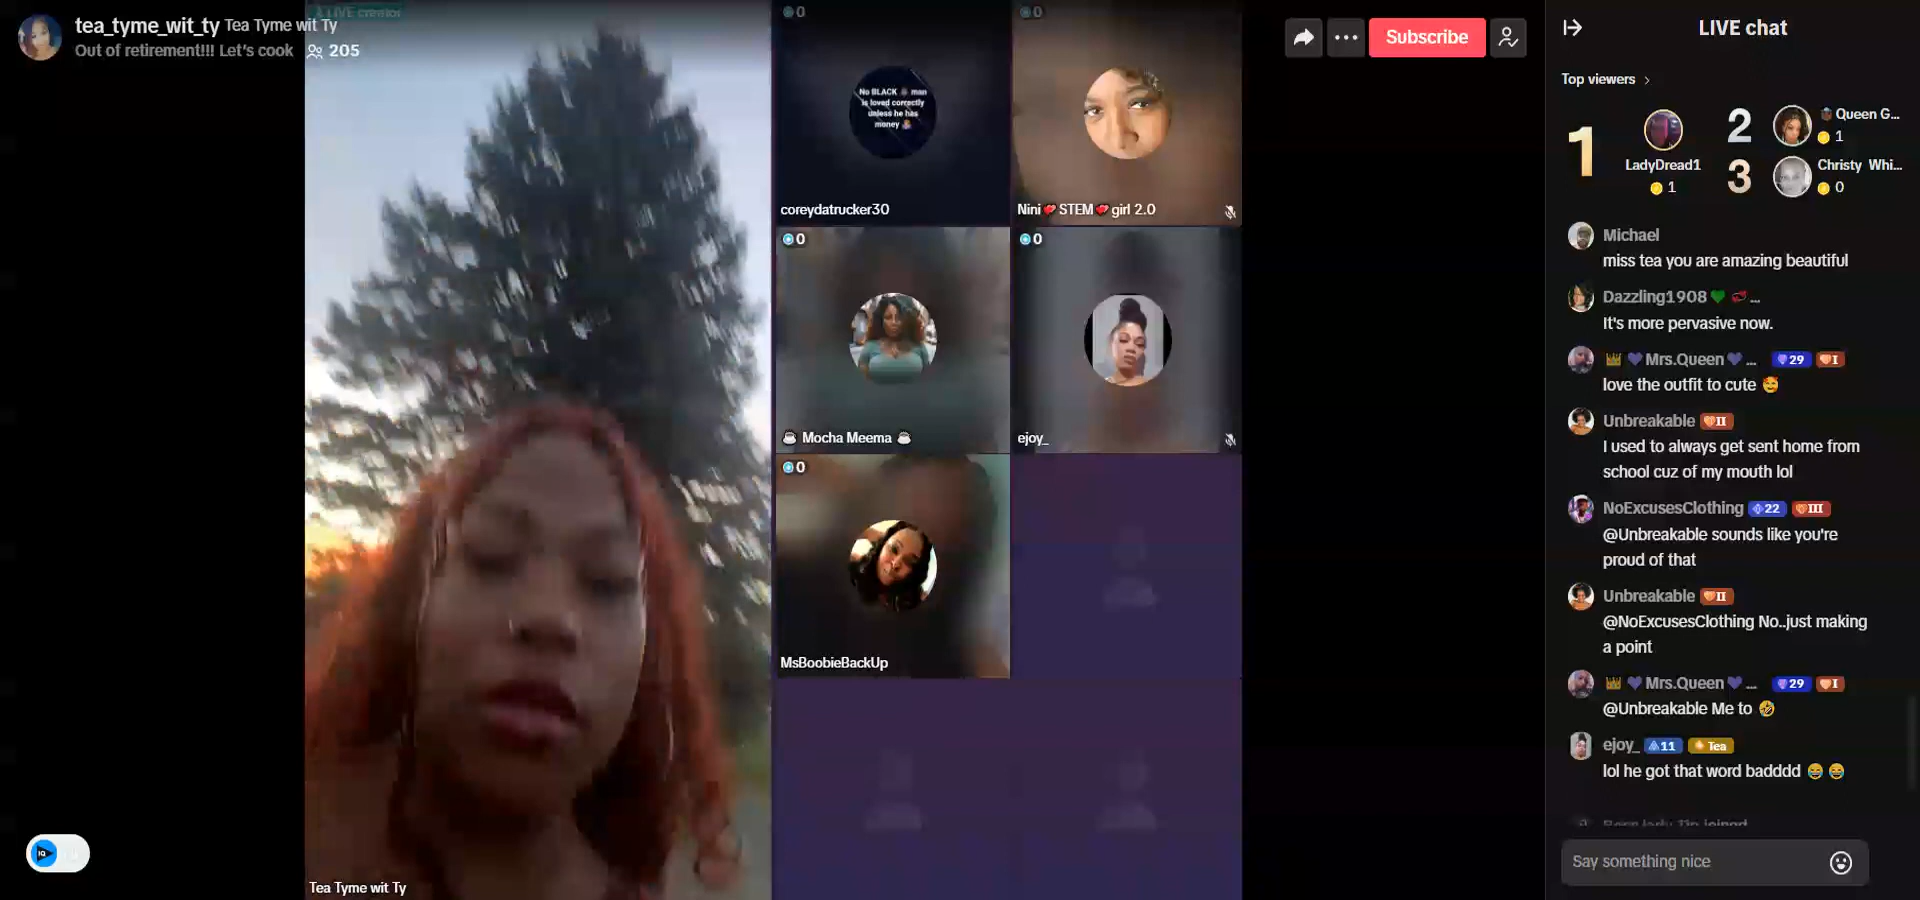 tea_tyme_wit_ty Tea Tyme wit Ty
Out of retirement!!! Let's cook
205
LIVE
0
No BLACK man
is loved correctly
unless he has
money
coreydatrucker30
0
Nini STEM girl 2.0
0
Mocha Meema
0
ejoy_
0
MsBoobieBackUp
Tea Tyme wit Ty
Subscribe
LIVE chat
Top viewers
1
LadyDread1
1
2
Queen G...
1
3
Christy Whi...
0
Michael
miss tea you are amazing beautiful
Dazzling1908 ...
It's more pervasive now.
Mrs.Queen ... 29 I
love the outfit to cute 🥰
Unbreakable II
I used to always get sent home from
school cuz of my mouth lol
NoExcusesClothing 22 III
@Unbreakable sounds like you're
proud of that
Unbreakable II
@NoExcusesClothing No..just making
a point
Mrs.Queen ... 29 I
@Unbreakable Me to 🤣
ejoy_ 11 Tea
lol he got that word badddd 😂 😂
joined
Say something nice